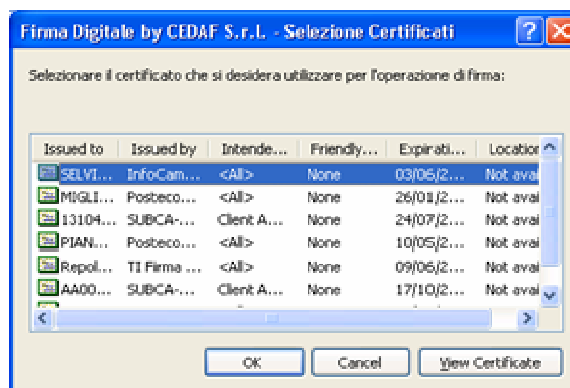 Firma Digitale by CEDAF S.r.l. - Selezione Certificati
Selezionare il certificato che si desidera utilizzare per l'operazione di firma:
Issued to Issued by Intende... Friendly... Expirati... Location
SELVI... InfoCam... <All> None 03/06/2... Not avai
MIGLI... Posteco... <All> None 26/01/2... Not avai
13104... SUBCA-... Client A... None 24/07/2... Not avai
PIAN... Posteco... <All> None 10/05/2... Not avai
Repol... TI Firma ... <All> None 09/06/2... Not avai
AA00... SUBCA-... Client A... None 17/10/2... Not avai
OK Cancel View Certificate